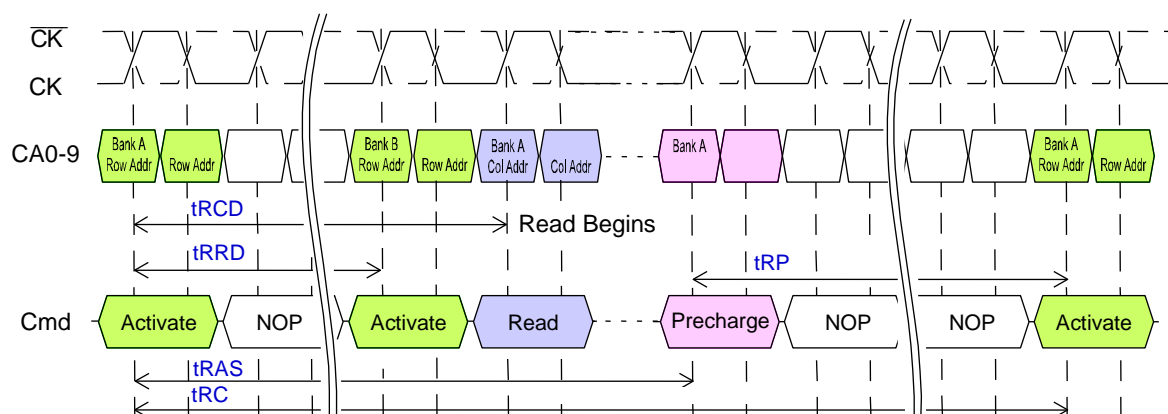 CK
CK
CA0-9
Bank A
Row Addr
Row Addr
Bank B
Row Addr
Row Addr
Bank A
Col Addr
Col Addr
Bank A
Bank A
Row Addr
Row Addr
tRCD
Read Begins
tRRD
tRP
Cmd
Activate
NOP
Activate
Read
Precharge
NOP
NOP
Activate
tRAS
tRC